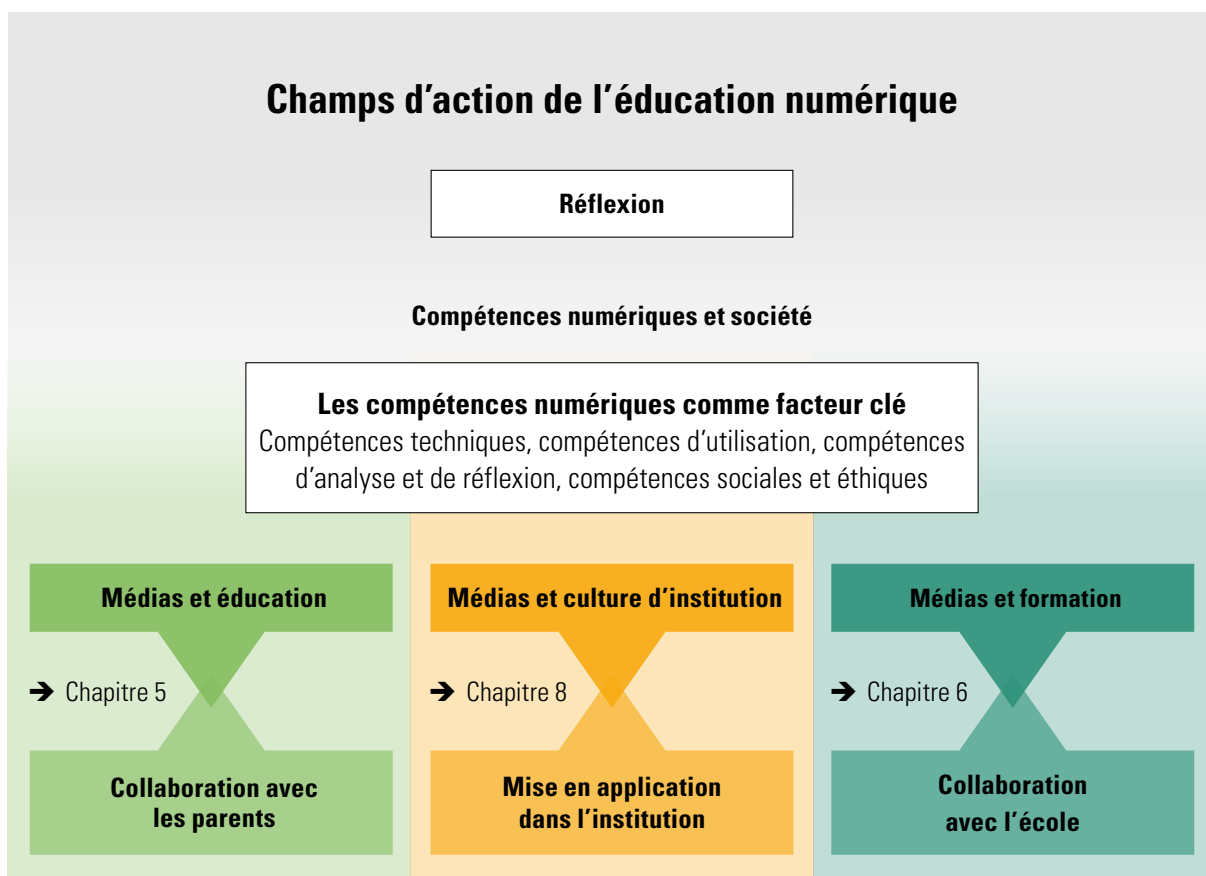 Champs d’action de l’éducation numérique
Réflexion
Compétences numériques et société
Les compétences numériques comme facteur clé
Compétences techniques, compétences d’utilisation, compétences
d’analyse et de réflexion, compétences sociales et éthiques
Médias et éducation
➔ Chapitre 5
Collaboration avec
les parents
Médias et culture d’institution
➔ Chapitre 8
Mise en application
dans l’institution
Médias et formation
➔ Chapitre 6
Collaboration
avec l’école